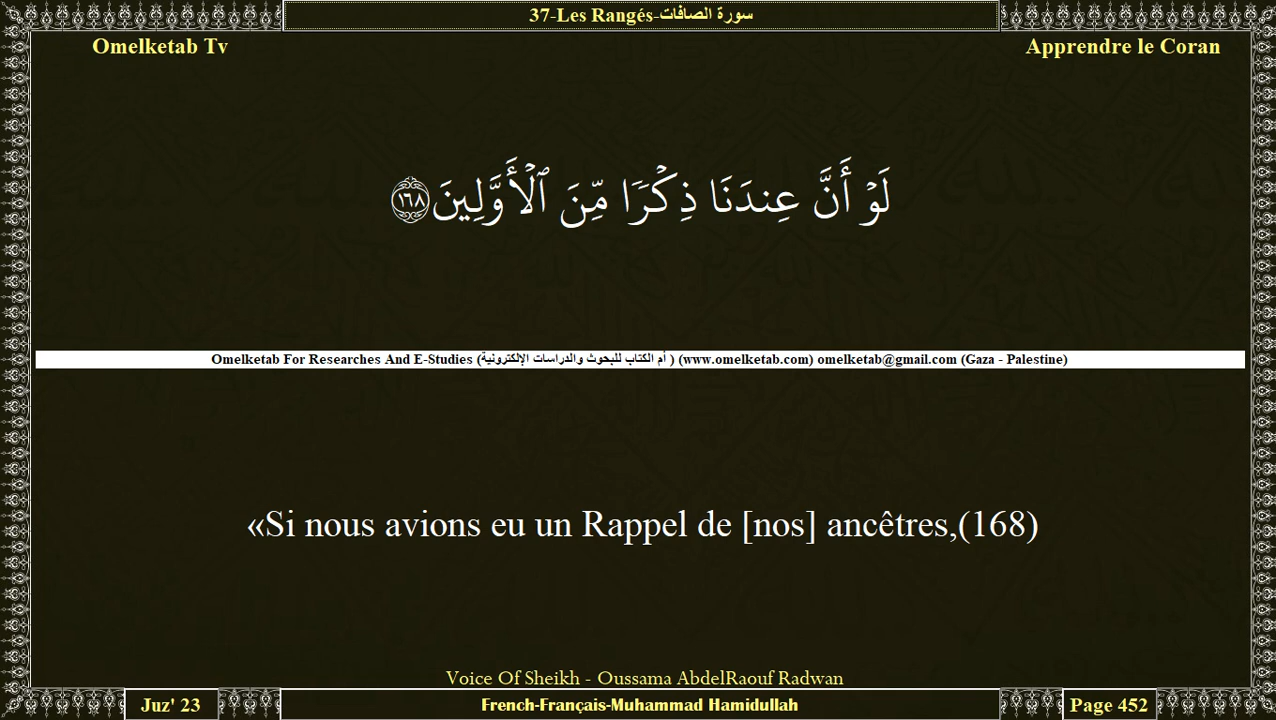 37-Les Rangés-سورة الصافات
Omelketab Tv
Apprendre le Coran
لَوۡ أَنَّ عِندَنَا ذِكۡرٗا مِّنَ ٱلۡأَوَّلِينَ ١٦٨
Omelketab For Researches And E-Studies (أم الكتاب للبحوث والدراسات الإلكترونية ) (www.omelketab.com) omelketab@gmail.com (Gaza - Palestine)
«Si nous avions eu un Rappel de [nos] ancêtres,(168)
Voice Of Sheikh - Oussama AbdelRaouf Radwan
Juz' 23
French-Français-Muhammad Hamidullah
Page 452